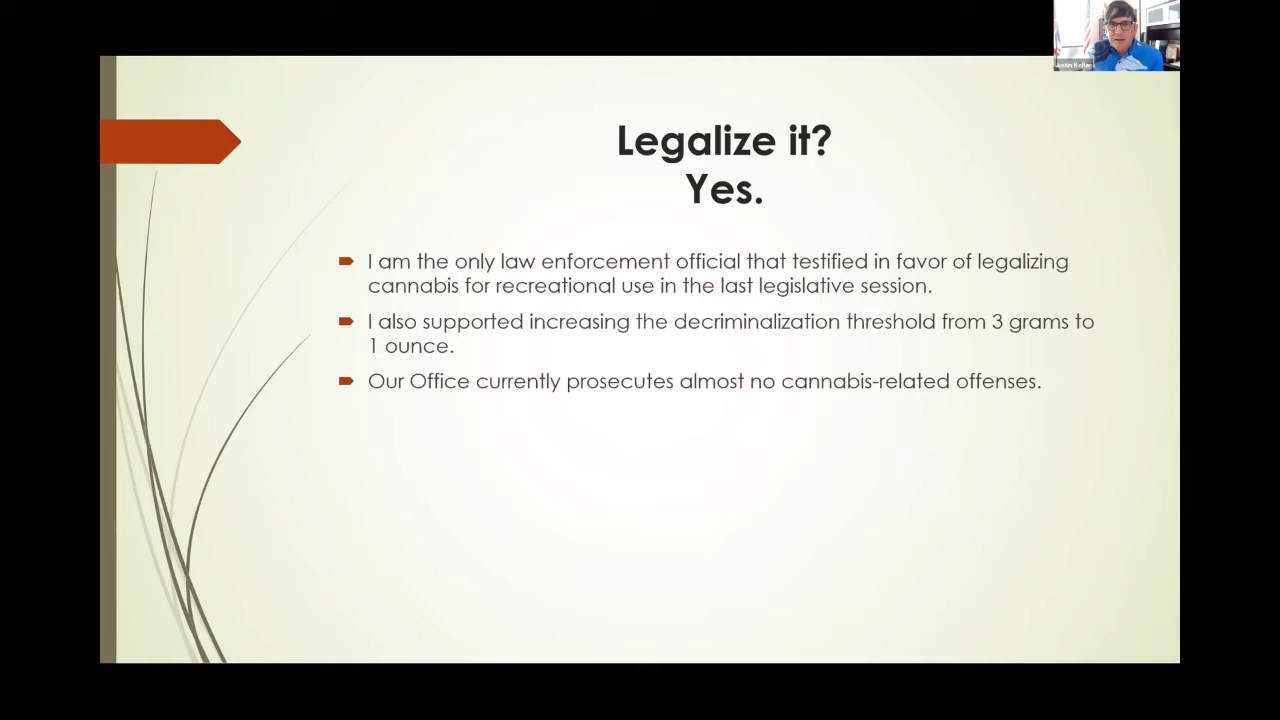 Justin Kollar
Legalize it?
Yes.
I am the only law enforcement official that testified in favor of legalizing
cannabis for recreational use in the last legislative session.
I also supported increasing the decriminalization threshold from 3 grams to
1 ounce.
Our Office currently prosecutes almost no cannabis-related offenses.